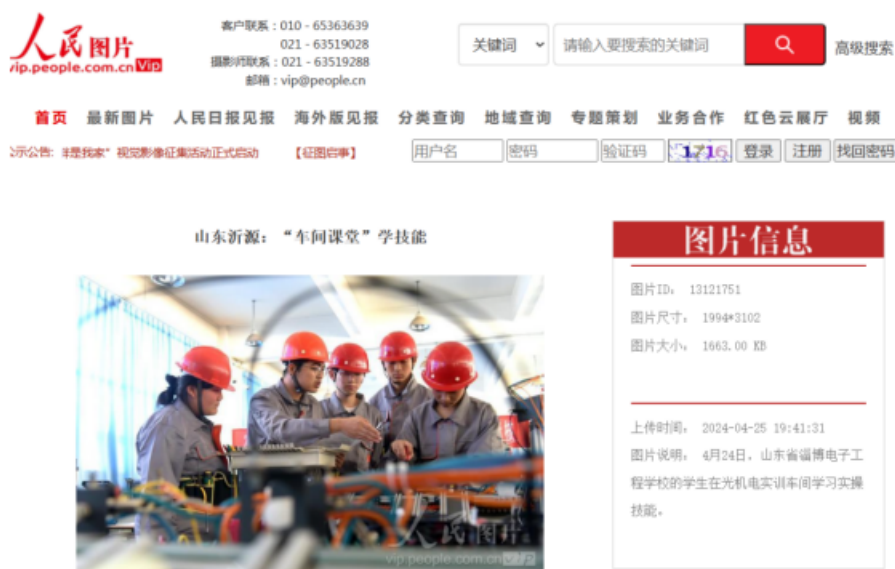 人民图片
vip.people.com.cn Vip
客户联系：010 - 65363639
021 - 63519028
摄影师联系：021 - 63519288
邮箱：vip@people.cn
关键词
请输入要搜索的关键词
高级搜索
首页 最新图片 人民日报见报 海外版见报 分类查询 地域查询 专题策划 业务合作 红色云展厅 视频
示公告: 是我家”视觉影像征集活动正式启动 【征图启事】
用户名 密码 验证码 1716 登录 注册 找回密码
山东沂源：“车间课堂”学技能
人民图片
vip.people.com.cn VIP
图片信息
图片ID： 13121751
图片尺寸： 1994*3102
图片大小： 1663.00 KB
上传时间： 2024-04-25 19:41:31
图片说明： 4月24日，山东省淄博电子工
程学校的学生在光机电实训车间学习实操
技能。